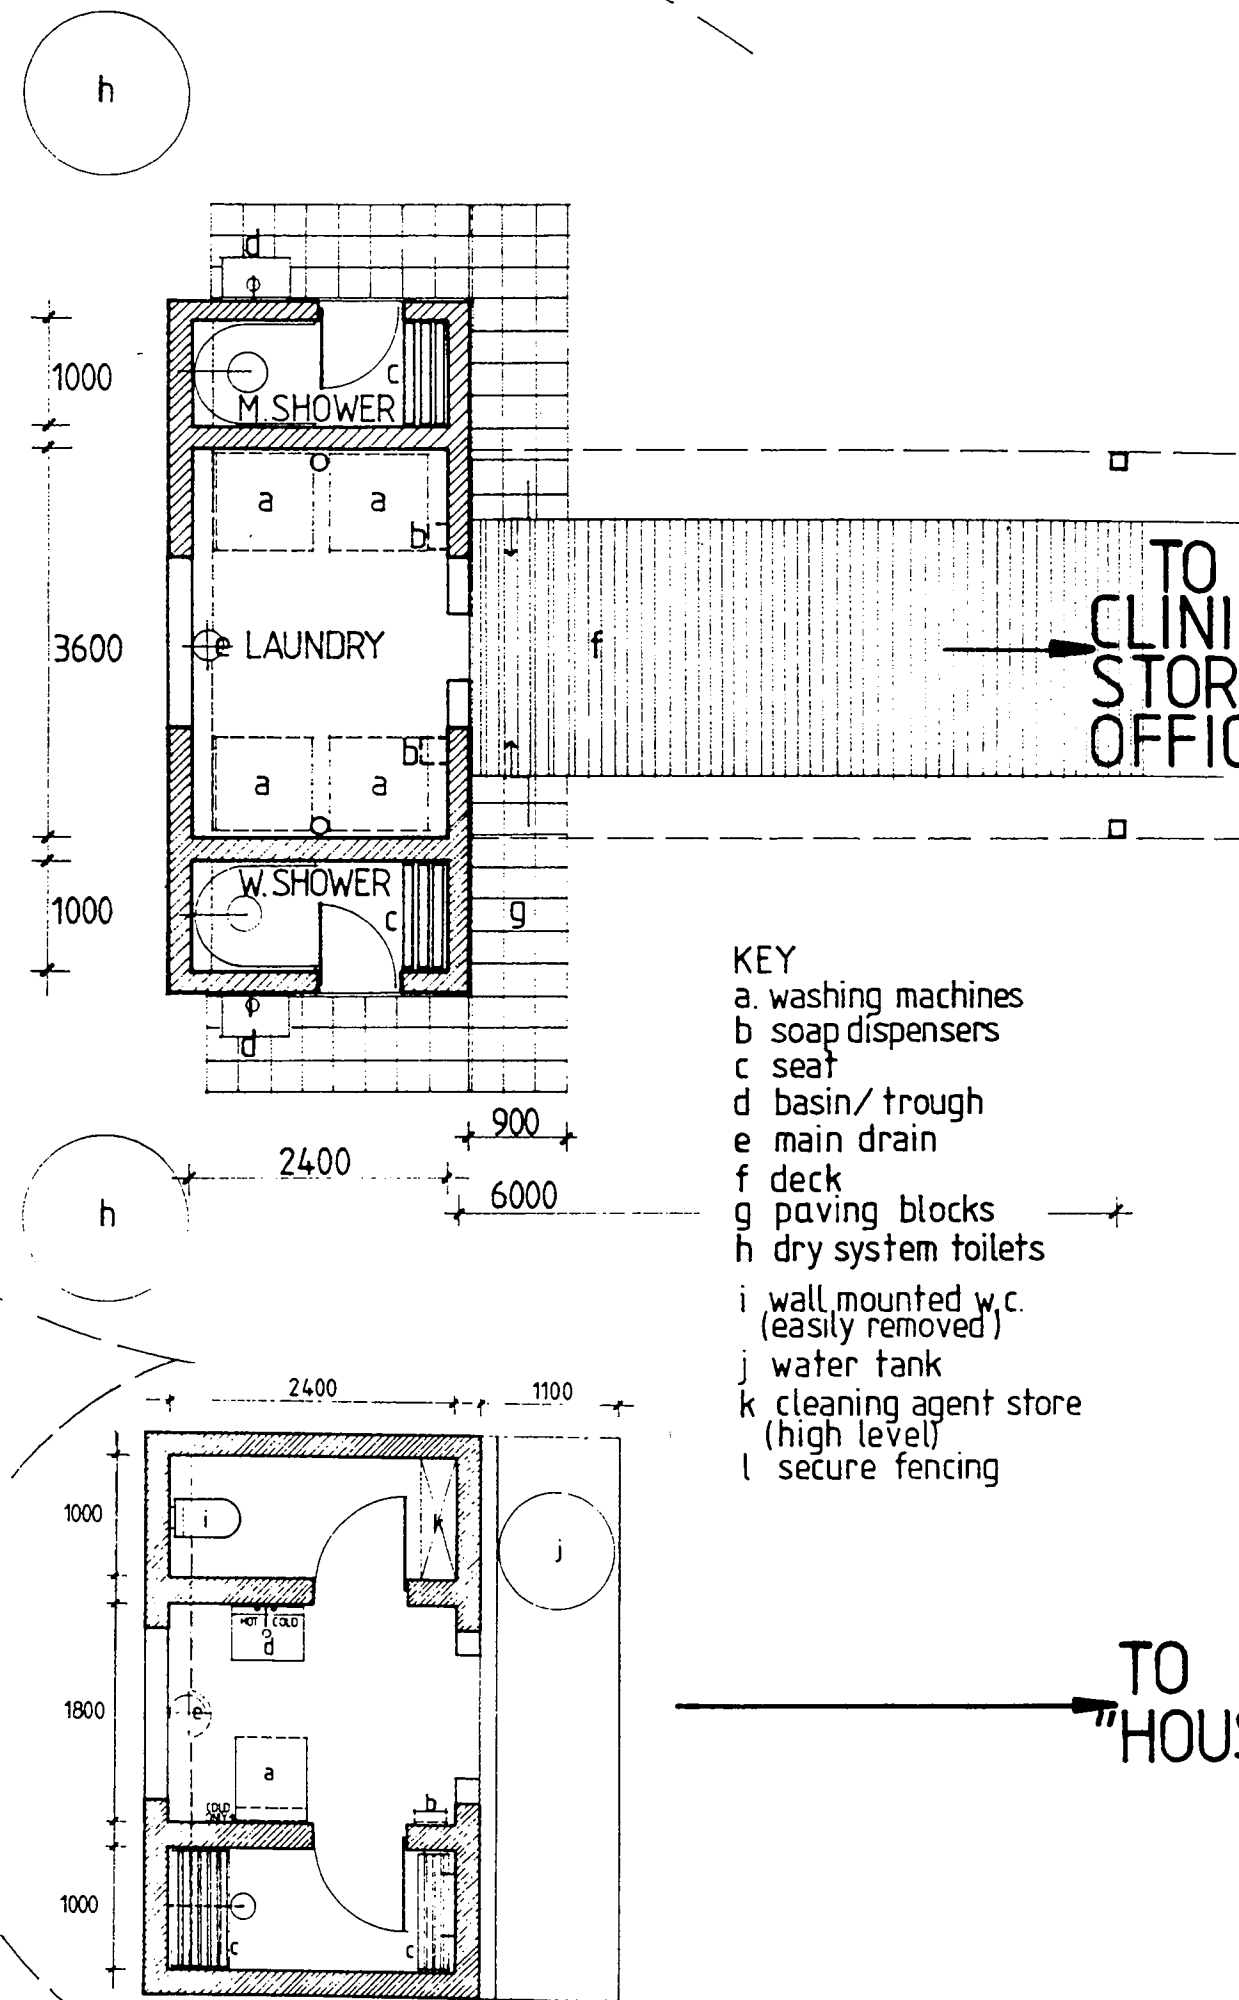 h
d
1000
c
M.SHOWER
a
a
b
TO
CLINI
3600
e LAUNDRY
f
STOR
OFFIC
b
a
a
W.SHOWER
1000
c
g
d
KEY
a. washing machines
b soap dispensers
c seat
d basin/trough
e main drain
f deck
g paving blocks
h dry system toilets
i wall mounted w.c.
(easily removed)
j water tank
k cleaning agent store
(high level)
l secure fencing
900
2400
6000
h
2400
1100
1000
i
k
j
HOT COLD
d
1800
e
a
COLD
ONLY
b
1000
c
c
TO
"HOUS